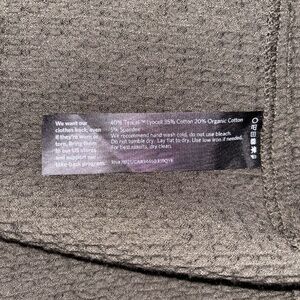 We want our
clothes back, even
if they're worn or
torn. Bring them
to our US stores
and support our
take-back program.
40% Tyocel™ Lyocell 35% Cotton 20% Organic Cotton
5% Spandex
We recommend hand wash cold, do not use bleach.
Do not tumble dry. Lay flat to dry. Use low iron if needed.
For best results, dry clean.